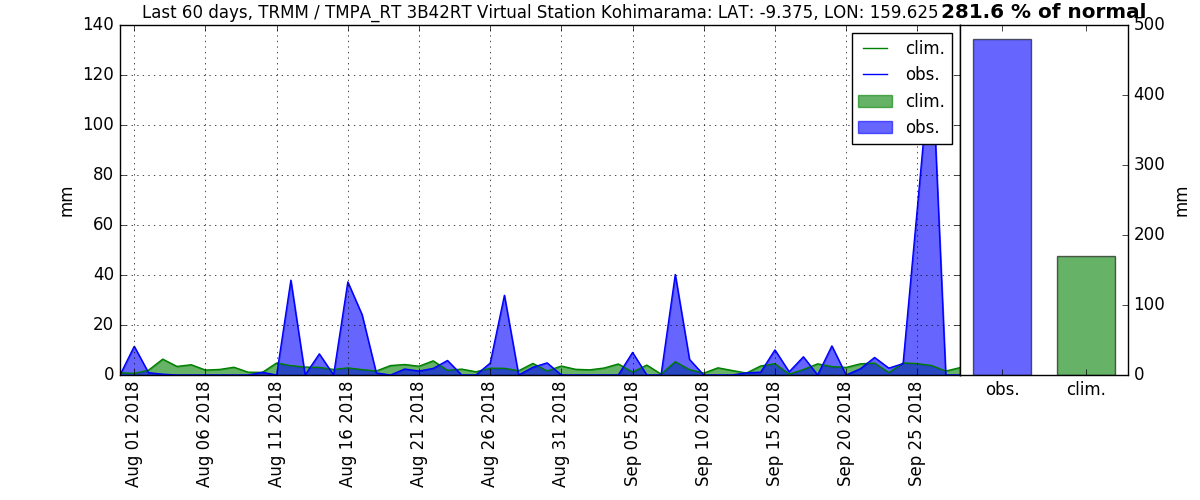 Last 60 days, TRMM / TMPA_RT 3B42RT Virtual Station Kohimarama: LAT: -9.375, LON: 159.625 281.6 % of normal
140
120
100
80
60
40
20
0
mm
clim.
obs.
clim.
obs.
Aug 01 2018
Aug 06 2018
Aug 11 2018
Aug 16 2018
Aug 21 2018
Aug 26 2018
Aug 31 2018
Sep 05 2018
Sep 10 2018
Sep 15 2018
Sep 20 2018
Sep 25 2018
500
400
300
200
100
0
mm
obs.
clim.